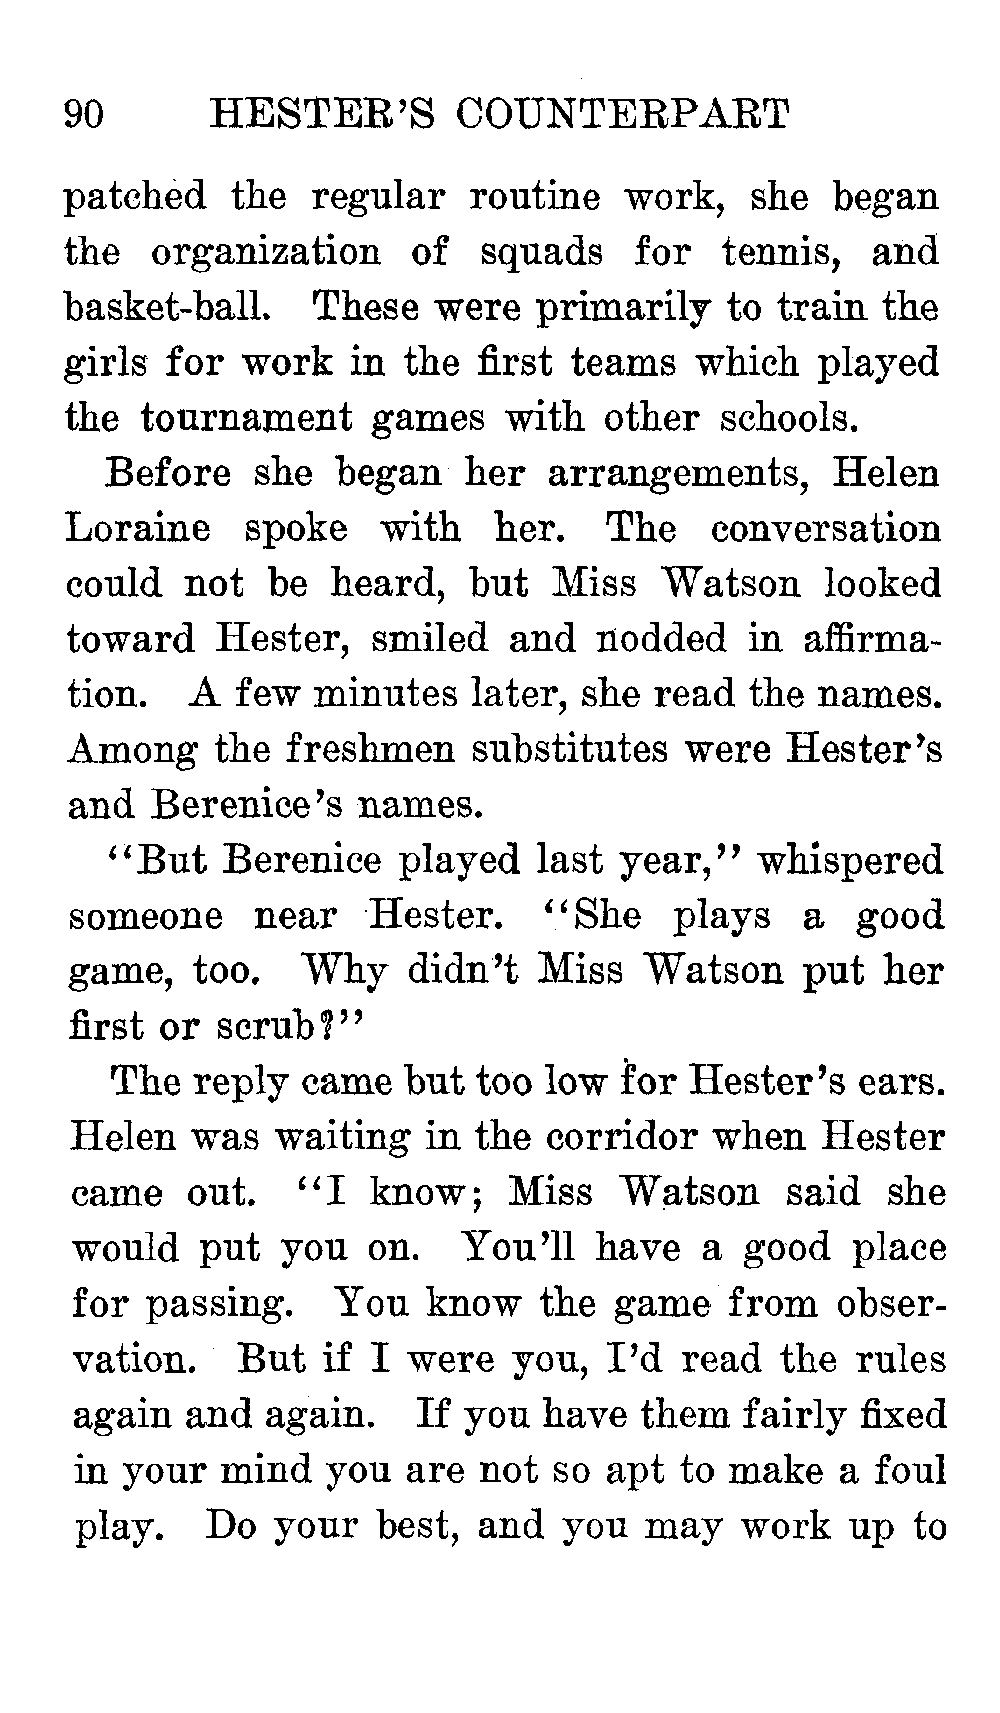 90 HESTER'S COUNTERPART
patched the regular routine work, she began
the organization of squads for tennis, and
basket-ball. These were primarily to train the
girls for work in the first teams which played
the tournament games with other schools.
Before she began her arrangements, Helen
Loraine spoke with her. The conversation
could not be heard, but Miss Watson looked
toward Hester, smiled and nodded in affirma-
tion. A few minutes later, she read the names.
Among the freshmen substitutes were Hester's
and Berenice's names.
"But Berenice played last year," whispered
someone near Hester. "She plays a good
game, too. Why didn't Miss Watson put her
first or scrub?"
The reply came but too low for Hester's ears.
Helen was waiting in the corridor when Hester
came out. "I know; Miss Watson said she
would put you on. You'll have a good place
for passing. You know the game from obser-
vation. But if I were you, I'd read the rules
again and again. If you have them fairly fixed
in your mind you are not so apt to make a foul
play. Do your best, and you may work up to